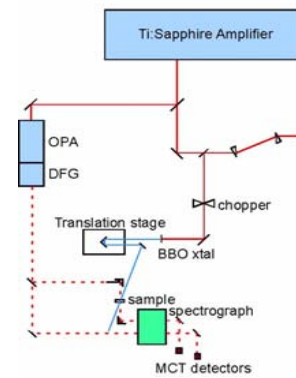 Ti:Sapphire Amplifier
OPA
DFG
chopper
Translation stage
BBO xtal
sample
spectrograph
MCT detectors